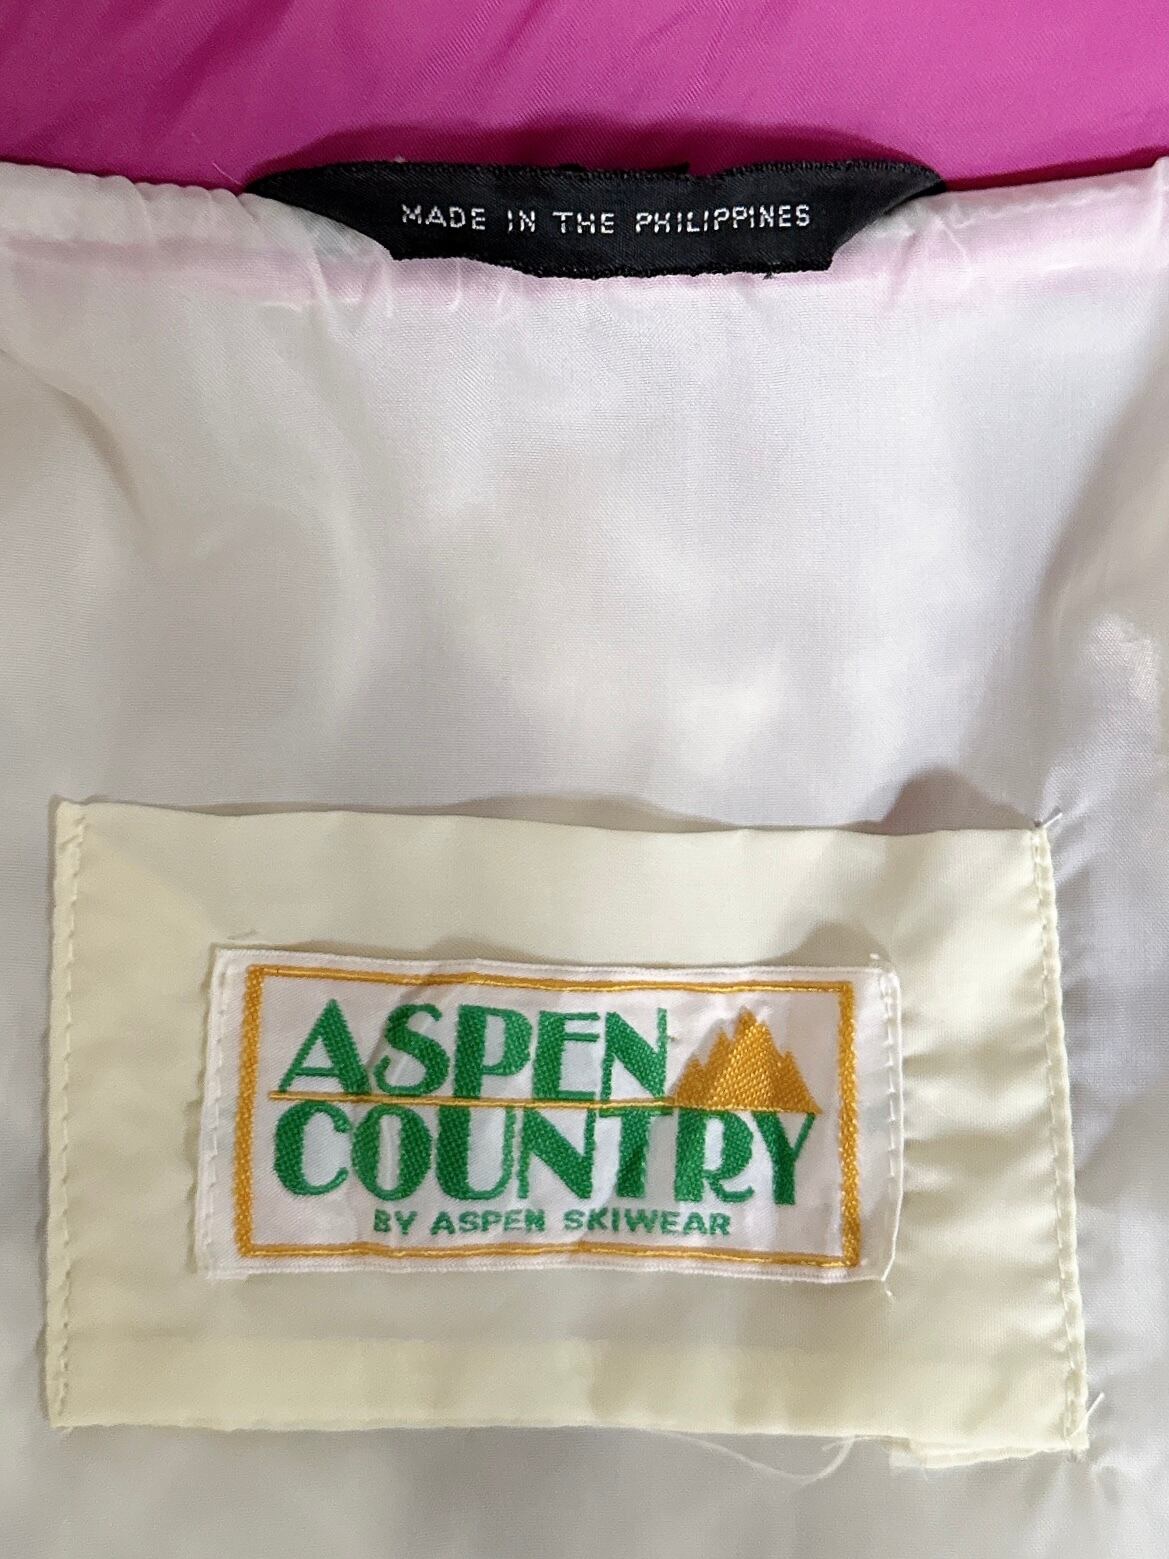 MADE IN THE PHILIPPINES
ASPEN
COUNTRY
BY ASPEN SKIWEAR